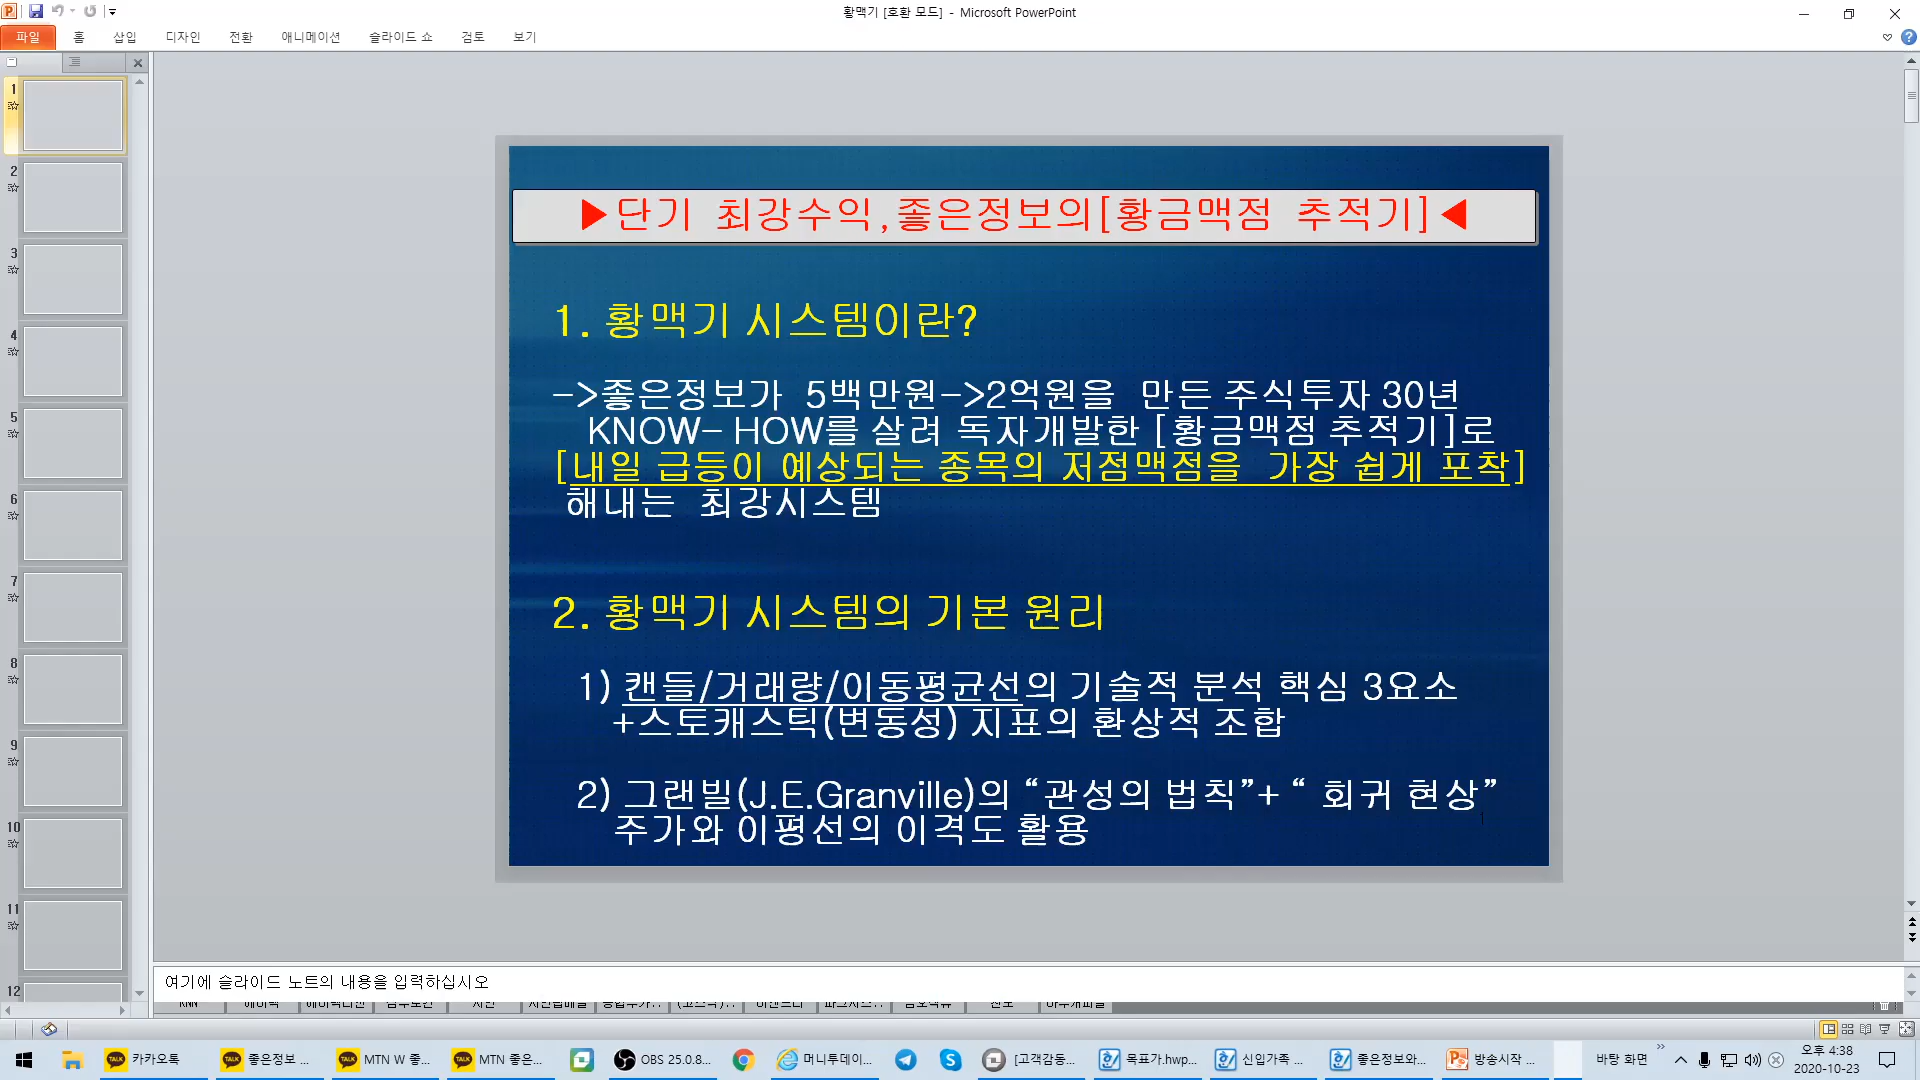 황맥기 [호환 모드] - Microsoft PowerPoint
파일 홈 삽입 디자인 전환 애니메이션 슬라이드 쇼 검토 보기
1
2
3
4
5
6
7
8
9
10
11
12
▶단기 최강수익,좋은정보의[황금맥점 추적기]◀
1. 황맥기 시스템이란?
->좋은정보가 5백만원->2억원을 만든 주식투자 30년
KNOW- HOW를 살려 독자개발한 [황금맥점 추적기]로
[내일 급등이 예상되는 종목의 저점맥점을 가장 쉽게 포착]
해내는 최강시스템
2. 황맥기 시스템의 기본 원리
1) 캔들/거래량/이동평균선의 기술적 분석 핵심 3요소
+스토캐스틱(변동성) 지표의 환상적 조합
2) 그랜빌(J.E.Granville)의 “관성의 법칙”+ “ 회귀 현상”
주가와 이평선의 이격도 활용
여기에 슬라이드 노트의 내용을 입력하십시오
카카오톡 좋은정보 ... MTN W 좋... MTN 좋은... OBS 25.0.8... 머니투데이... [고객감동... 목표가.hwp... 신입가족 ... 좋은정보와... 방송시작 ... 바탕 화면
오후 4:38
2020-10-23